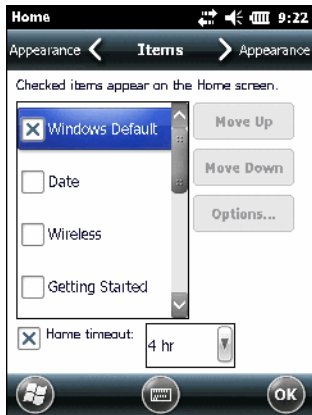 Home 9:22
Appearance Items Appearance
Checked items appear on the Home screen.
Windows Default
Date
Wireless
Getting Started
Move Up
Move Down
Options...
Home timeout: 4 hr
OK